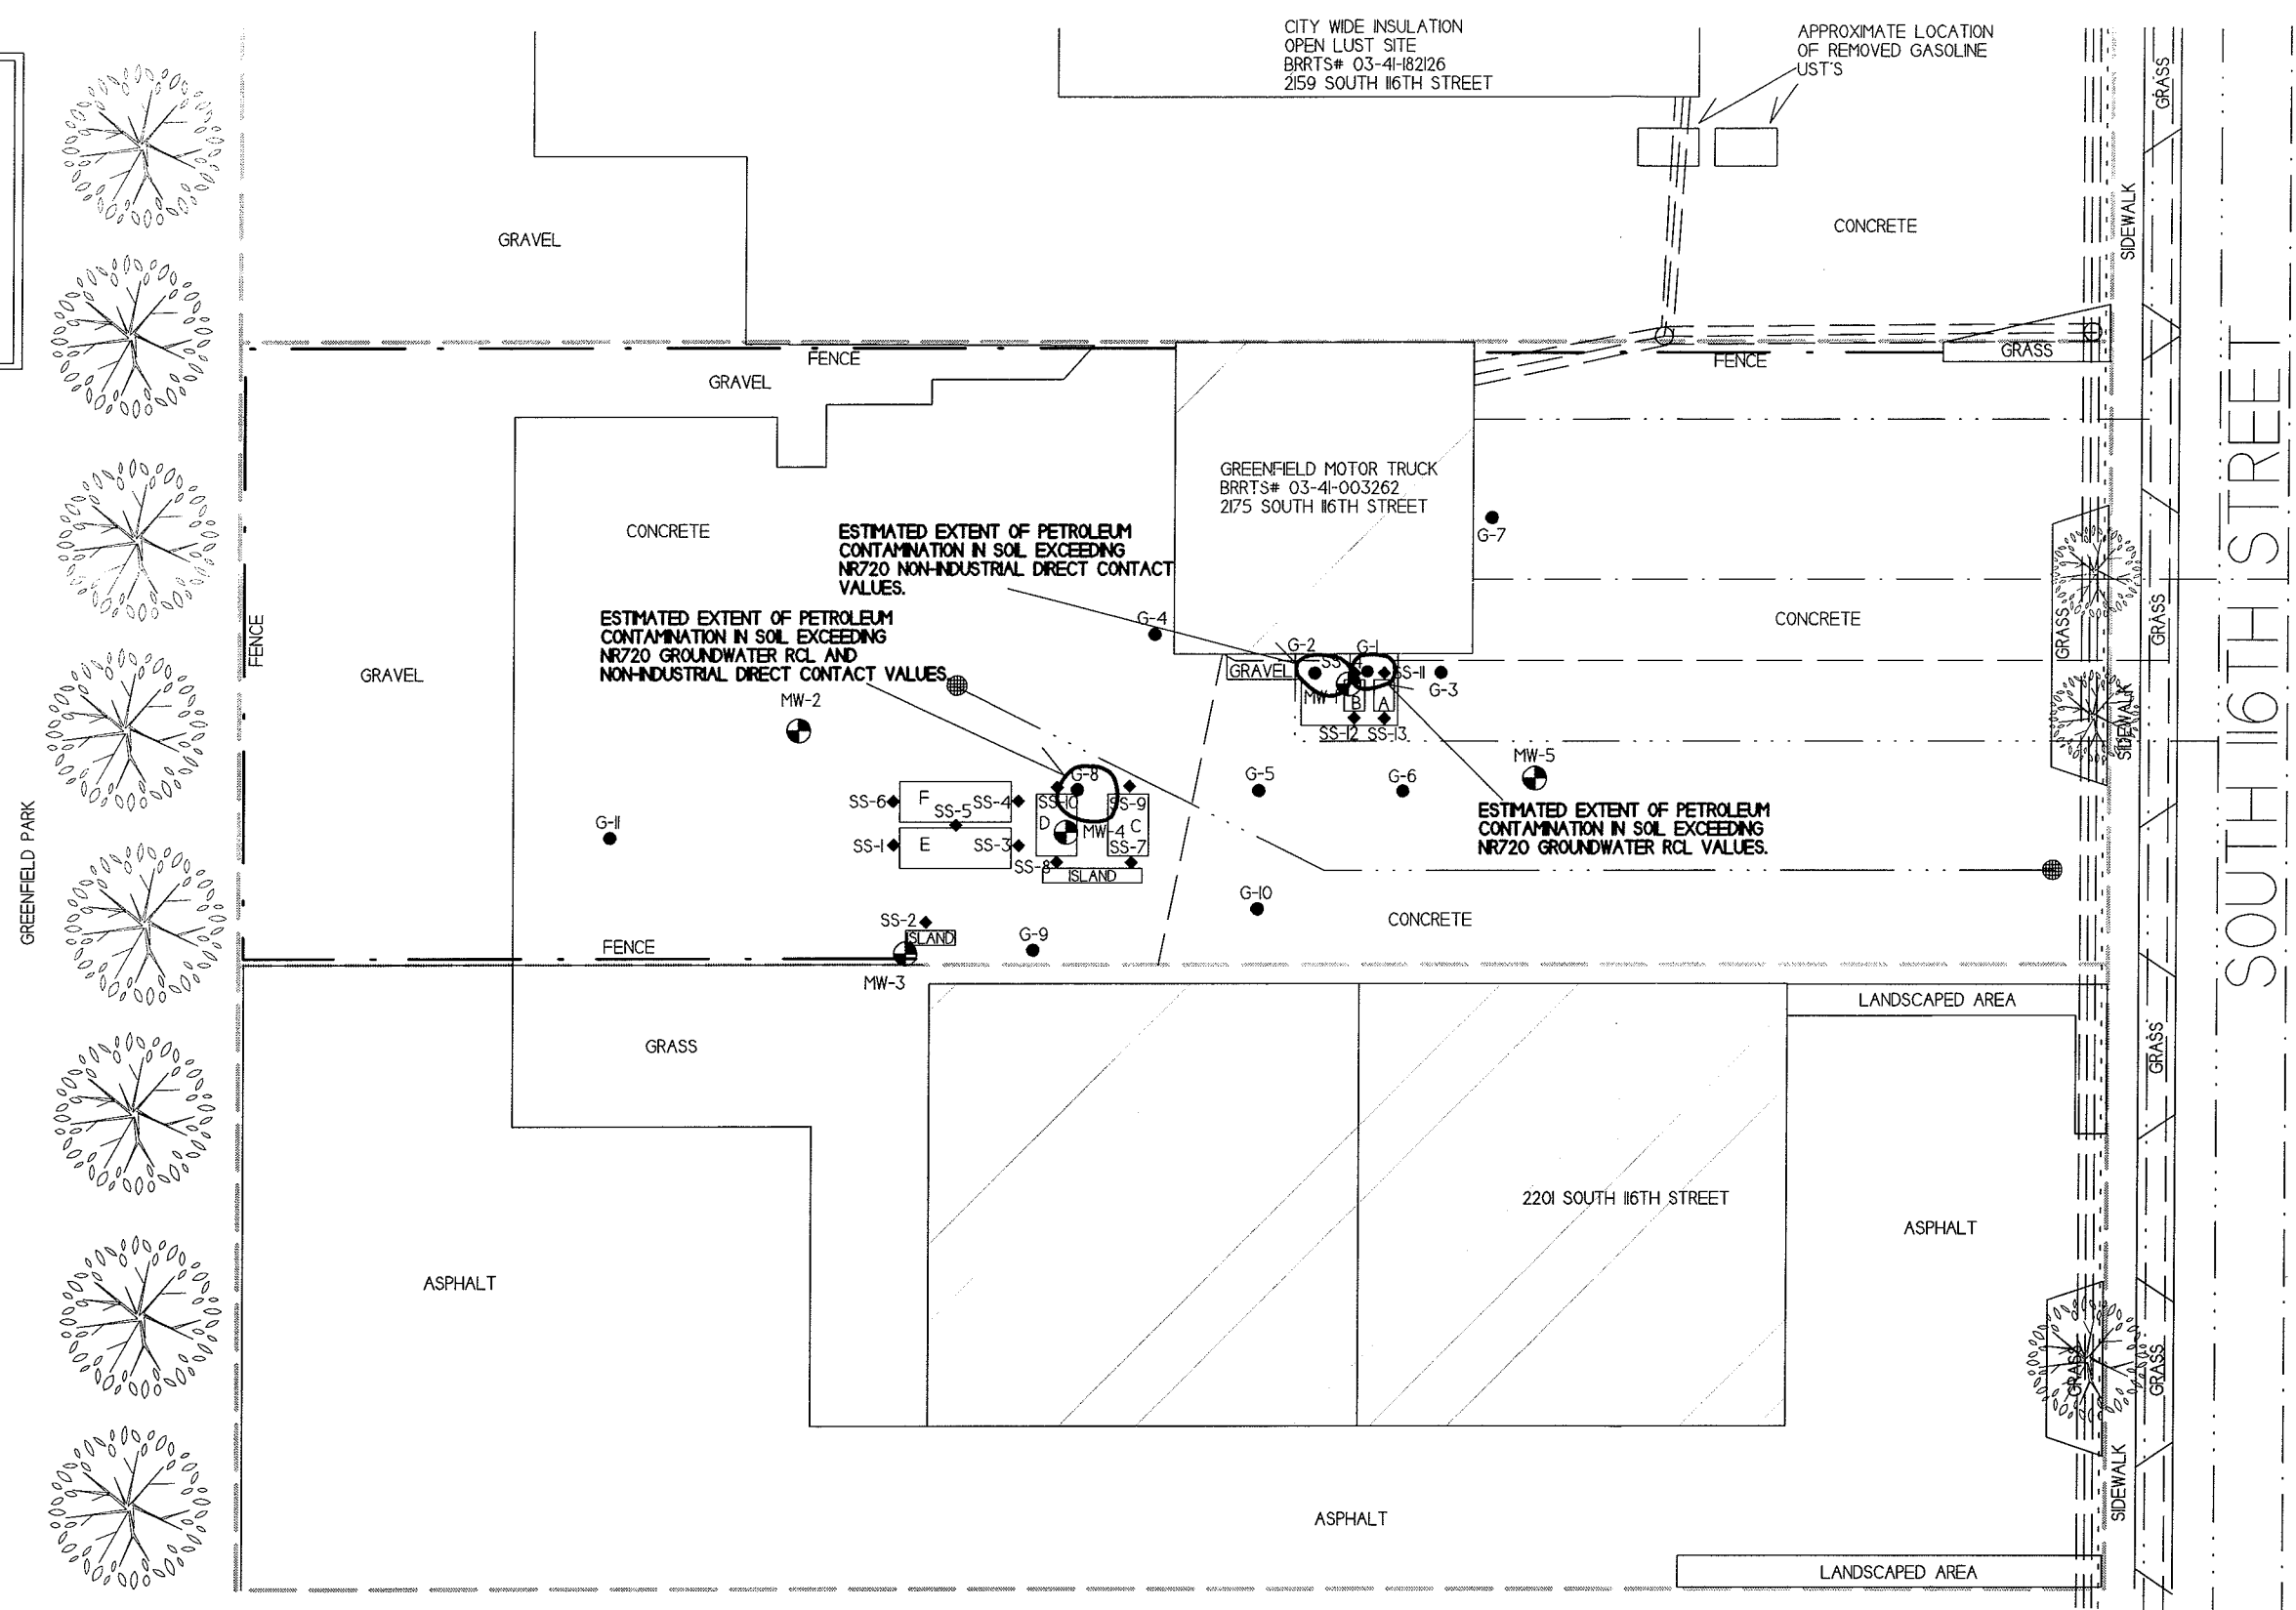 CITY WIDE INSULATION
OPEN LUST SITE
BRRTS# 03-41-182126
2159 SOUTH 116TH STREET
APPROXIMATE LOCATION
OF REMOVED GASOLINE
UST'S
GRASS
SIDEWALK
GRAVEL
CONCRETE
FENCE
GRAVEL
FENCE
GRASS
GREENFIELD MOTOR TRUCK
BRRTS# 03-41-003262
2175 SOUTH 116TH STREET
G-7
CONCRETE
ESTIMATED EXTENT OF PETROLEUM
CONTAMINATION IN SOIL EXCEEDING
NR720 NON-INDUSTRIAL DIRECT CONTACT
VALUES.
ESTIMATED EXTENT OF PETROLEUM
CONTAMINATION IN SOIL EXCEEDING
NR720 GROUNDWATER RCL AND
NON-INDUSTRIAL DIRECT CONTACT VALUES.
G-4
CONCRETE
FENCE
GRAVEL
G-2
G-1
GRAVEL
SS-11
G-3
MW-1
B
A
SS-12
SS-13
GRASS
GRASS
SIDEWALK
SOUTH 116TH STREET
MW-2
MW-5
G-5
G-6
G-8
SS-6
F
SS-5
SS-4
SS-10
SS-9
D
MW-4
C
SS-1
E
SS-3
SS-7
SS-8
ISLAND
G-11
GREENFIELD PARK
ESTIMATED EXTENT OF PETROLEUM
CONTAMINATION IN SOIL EXCEEDING
NR720 GROUNDWATER RCL VALUES.
G-10
CONCRETE
SS-2
ISLAND
G-9
FENCE
MW-3
LANDSCAPED AREA
GRASS
GRASS
2201 SOUTH 116TH STREET
ASPHALT
ASPHALT
GRASS
GRASS
SIDEWALK
ASPHALT
LANDSCAPED AREA